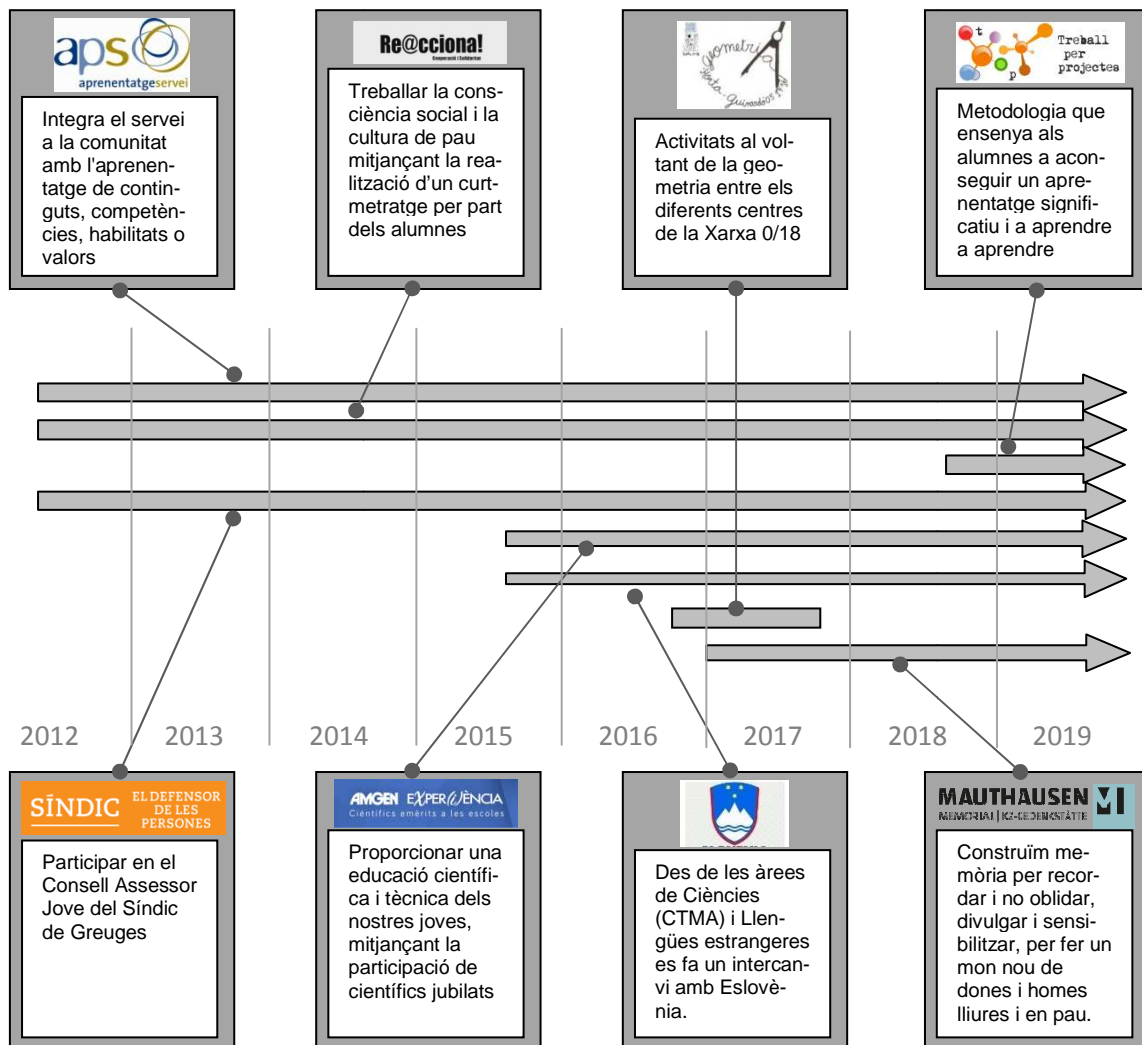 aps
aprenentatgeservei
Integra el servei
a la comunitat
amb l'aprenen-
tatge de contin-
guts, competèn-
cies, habilitats o
valors
Re@cciona!
Cooperació i Solidaritat
Treballar la cons-
ciència social i la
cultura de pau
mitjançant la rea-
lització d'un curt-
metratge per part
dels alumnes
Geometri
Activitats al vol-
tant de la geo-
metria entre els
diferents centres
de la Xarxa 0/18
t
p
Treball
per
projectes
Metodologia que
ensenya als
alumnes a acon-
seguir un apre-
nentatge signifi-
catiu i a aprendre
a aprendre
2012 2013 2014 2015 2016 2017 2018 2019
SÍNDIC
EL DEFENSOR
DE LES
PERSONES
Participar en el
Consell Assessor
Jove del Síndic
de Greuges
AMGEN EXPERIÈNCIA
Científics emèrits a les escoles
Proporcionar una
educació científi-
ca i tècnica dels
nostres joves,
mitjançant la
participació de
científics jubilats
Des de les àrees
de Ciències
(CTMA) i Llen-
gües estrangeres
es fa un intercan-
vi amb Eslovè-
nia.
MAUTHAUSEN
MEMORIAL | KZ-GEDENKSTÄTTE
Construïm me-
mòria per recor-
dar i no oblidar,
divulgar i sensi-
bilitzar, per fer un
mon nou de
dones i homes
lliures i en pau.